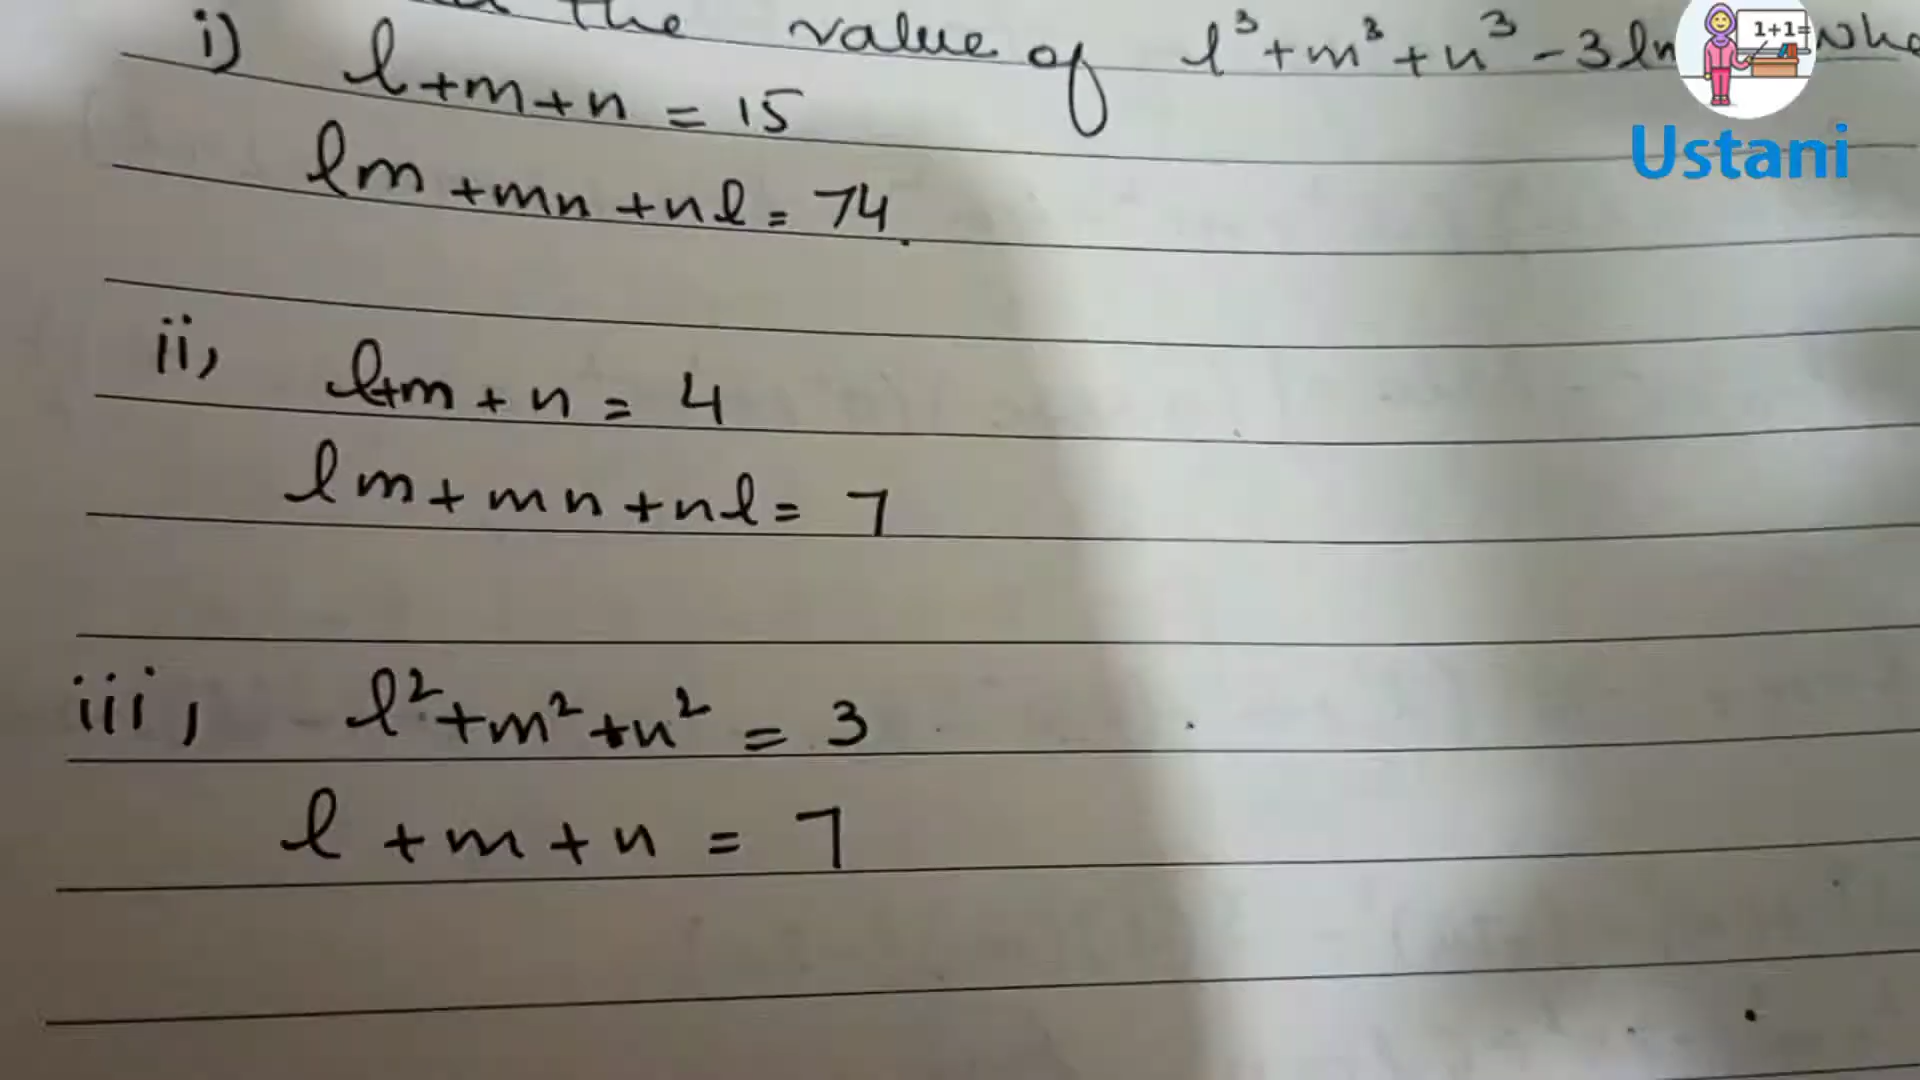 the value of l³+m³+n³-3l
i) l+m+n = 15
lm+mn+nl = 74
ii, l+m+n = 4
lm+mn+nl = 7
iii, l²+m²+n² = 3
l+m+n = 7
1+1=
Ustani